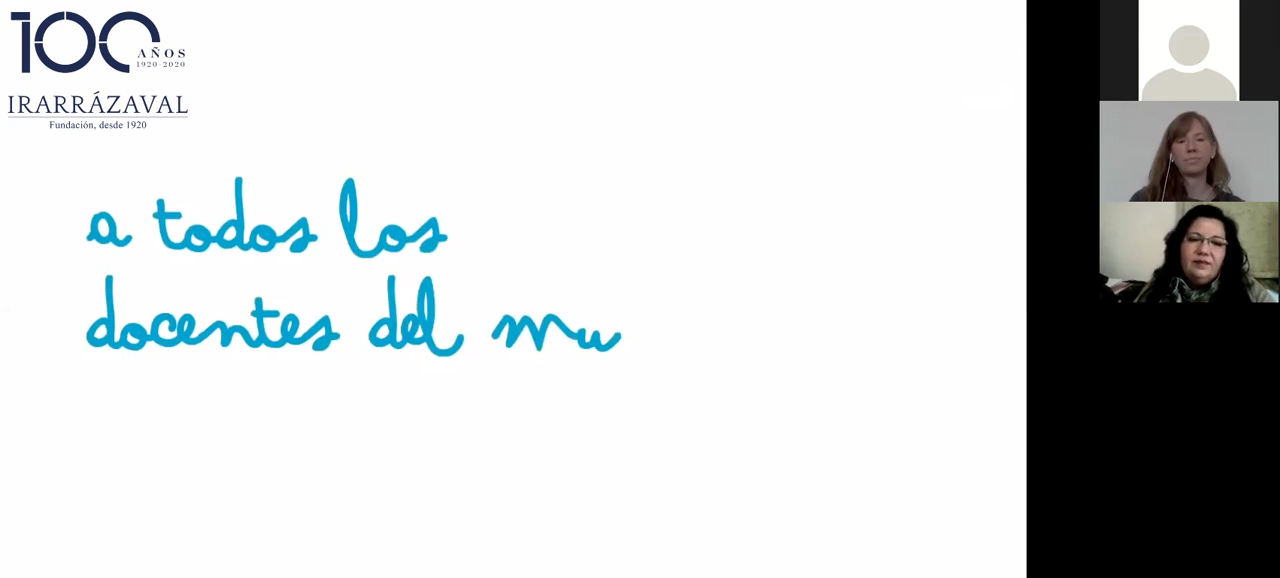 100
AÑOS
1920-2020
IRARRÁZAVAL
Fundación, desde 1920
a todos los
docentes del mu